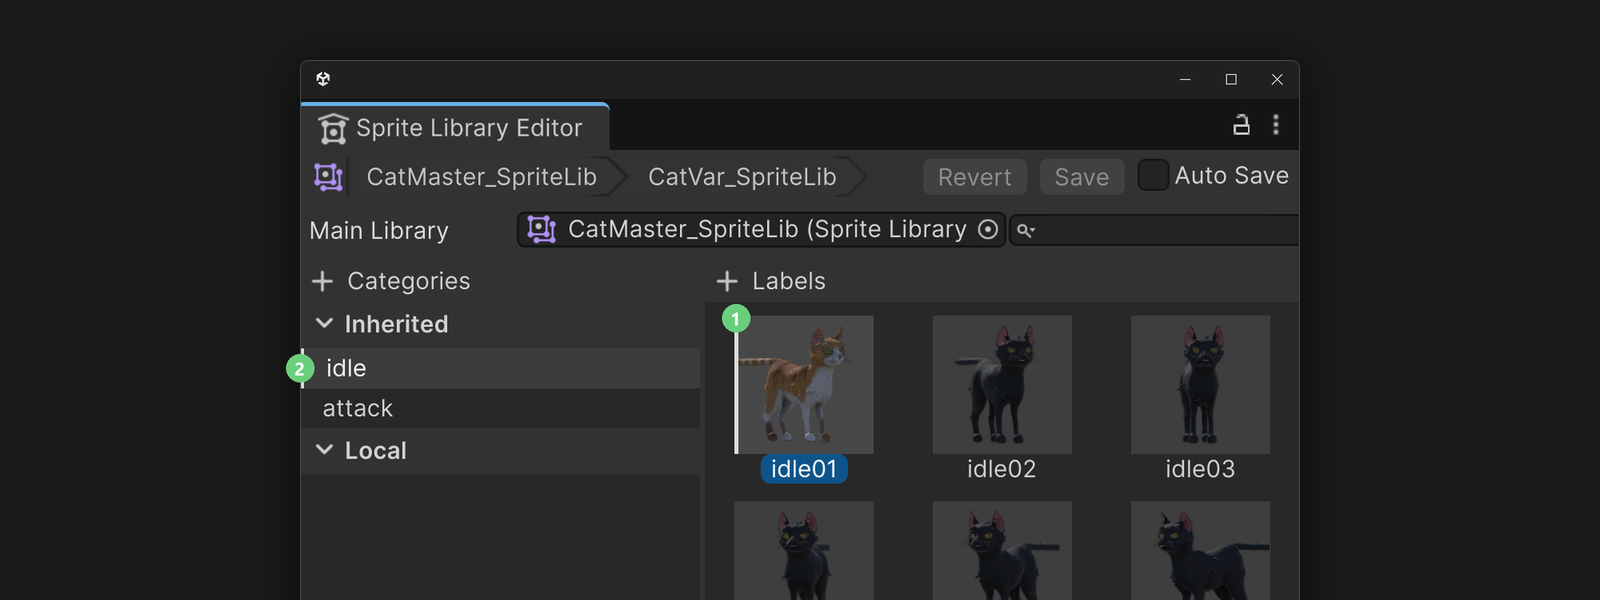 Sprite Library Editor
CatMaster_SpriteLib CatVar_SpriteLib Revert Save Auto Save
Main Library CatMaster_SpriteLib (Sprite Library
Categories Labels
Inherited
1
2 idle
attack
Local
idle01 idle02 idle03